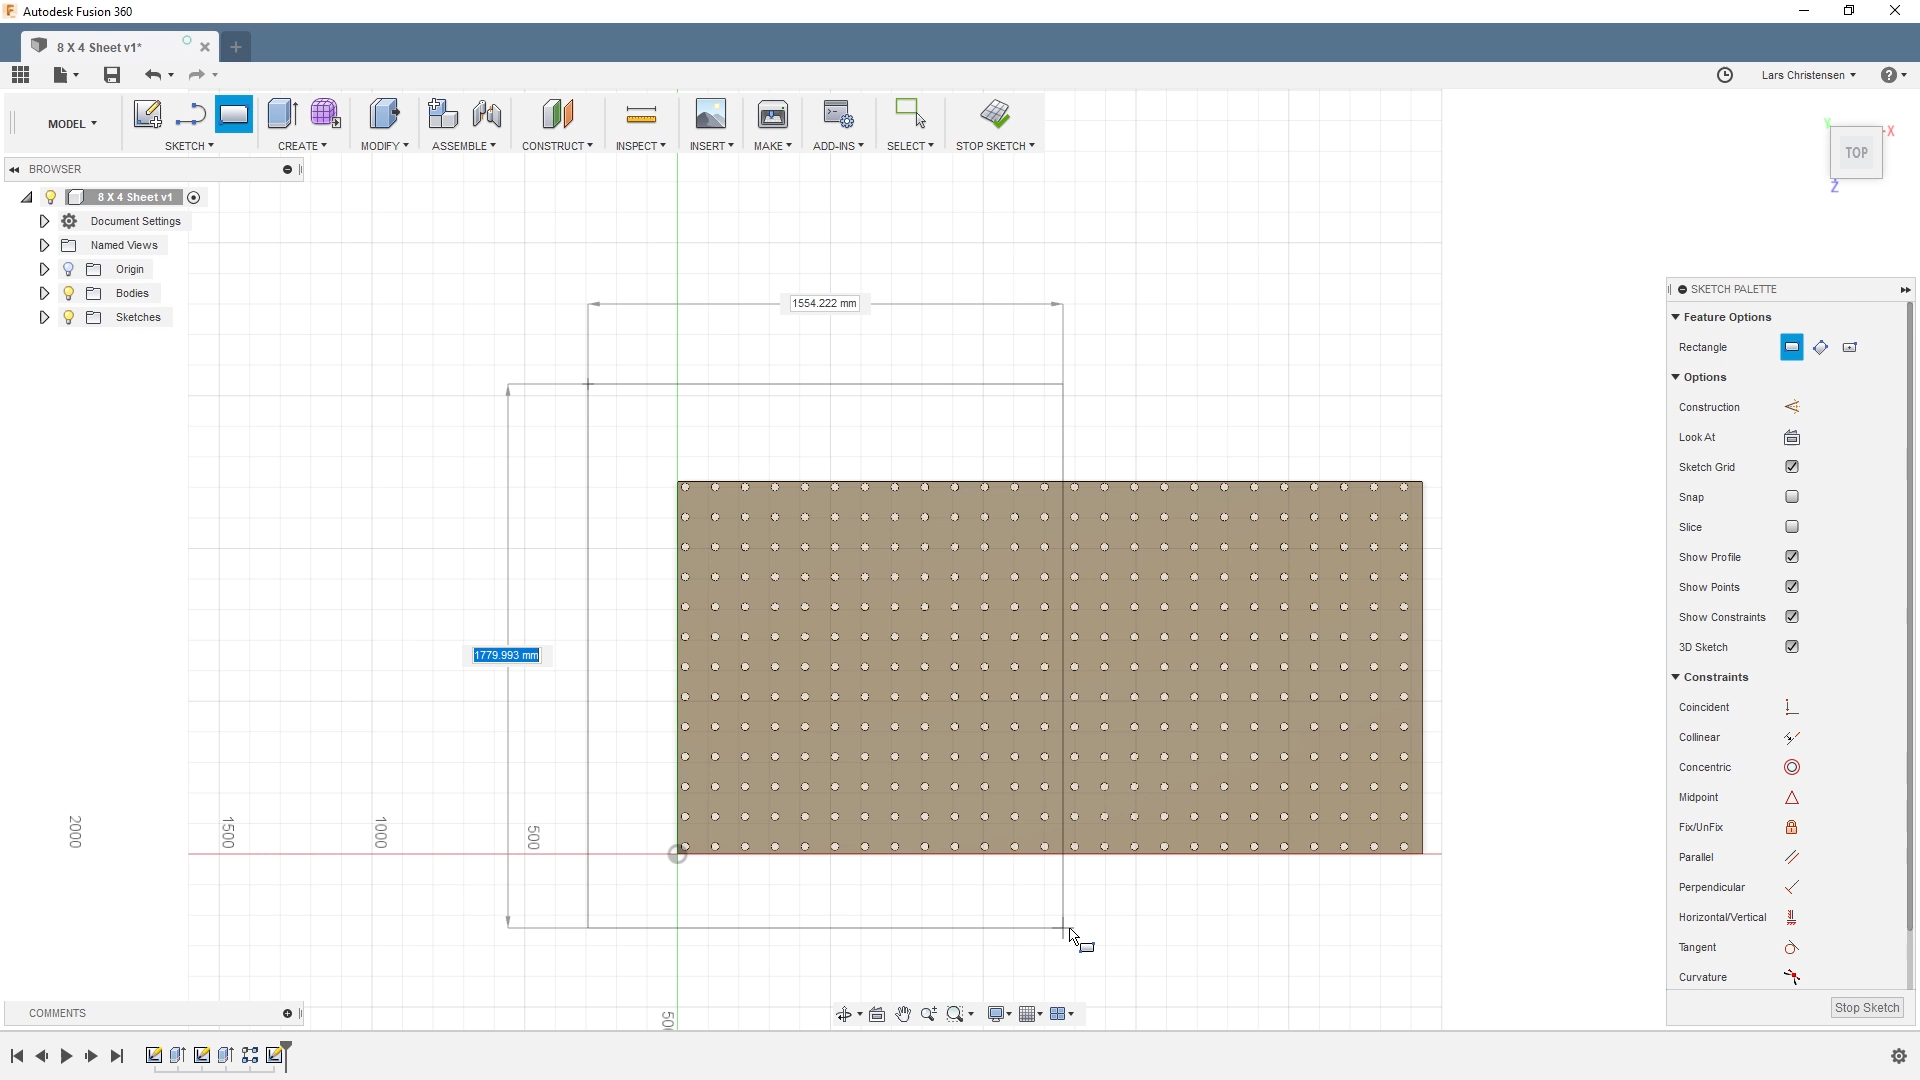 Autodesk Fusion 360
8 X 4 Sheet v1*
Lars Christensen
MODEL
SKETCH
CREATE
MODIFY
ASSEMBLE
CONSTRUCT
INSPECT
INSERT
MAKE
ADD-INS
SELECT
STOP SKETCH
BROWSER
8 X 4 Sheet v1
Document Settings
Named Views
Origin
Bodies
Sketches
Y
X
TOP
Z
1554.222 mm
1779.993 mm
2000
1500
1000
500
SKETCH PALETTE
Feature Options
Rectangle
Options
Construction
Look At
Sketch Grid
Snap
Slice
Show Profile
Show Points
Show Constraints
3D Sketch
Constraints
Coincident
Collinear
Concentric
Midpoint
Fix/UnFix
Parallel
Perpendicular
Horizontal/Vertical
Tangent
Curvature
Stop Sketch
COMMENTS